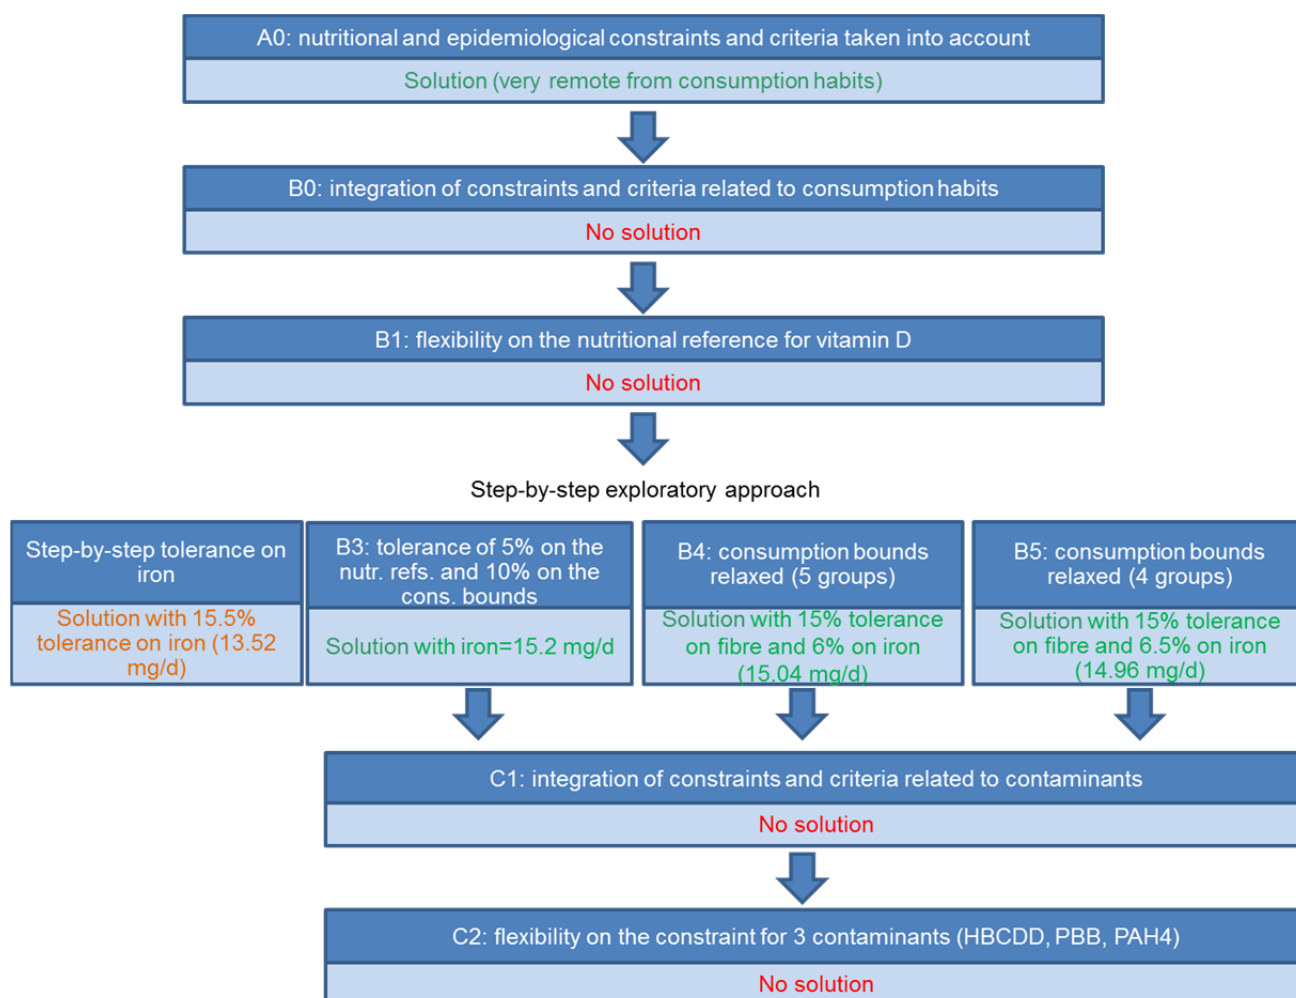 A0: nutritional and epidemiological constraints and criteria taken into account
Solution (very remote from consumption habits)
B0: integration of constraints and criteria related to consumption habits
No solution
B1: flexibility on the nutritional reference for vitamin D
No solution
Step-by-step exploratory approach
Step-by-step tolerance on
iron
Solution with 15.5%
tolerance on iron (13.52
mg/d)
B3: tolerance of 5% on the
nutr. refs. and 10% on the
cons. bounds
Solution with iron=15.2 mg/d
B4: consumption bounds
relaxed (5 groups)
Solution with 15% tolerance
on fibre and 6% on iron
(15.04 mg/d)
B5: consumption bounds
relaxed (4 groups)
Solution with 15% tolerance
on fibre and 6.5% on iron
(14.96 mg/d)
C1: integration of constraints and criteria related to contaminants
No solution
C2: flexibility on the constraint for 3 contaminants (HBCDD, PBB, PAH4)
No solution